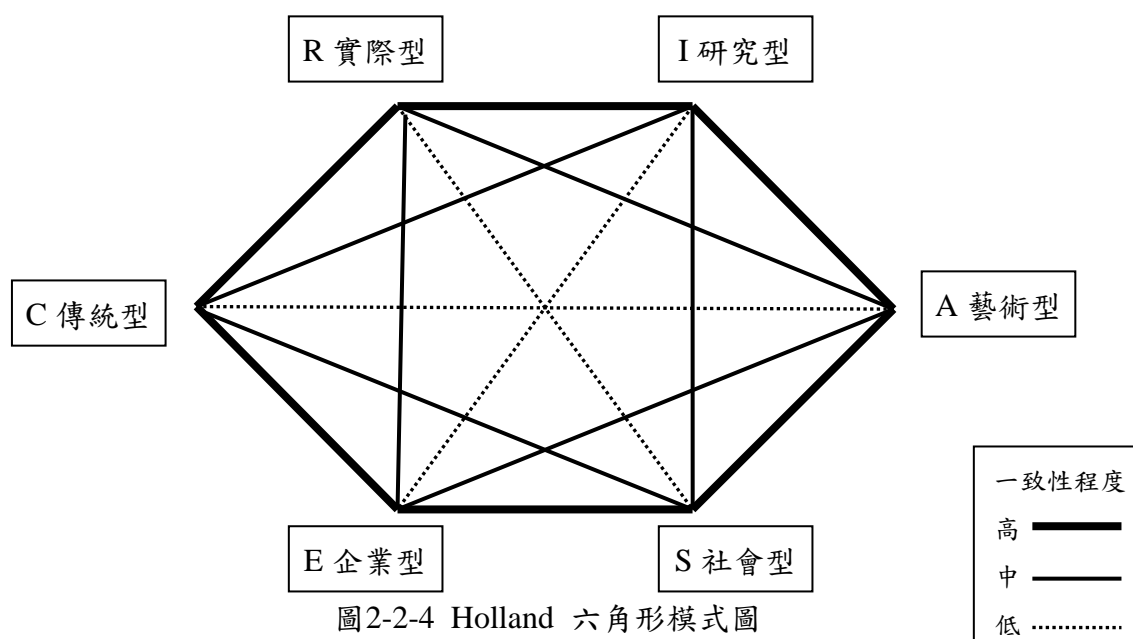 R 實際型
I 研究型
C 傳統型
A 藝術型
E 企業型
S 社會型
一致性程度
高
中
低
圖2-2-4 Holland 六角形模式圖